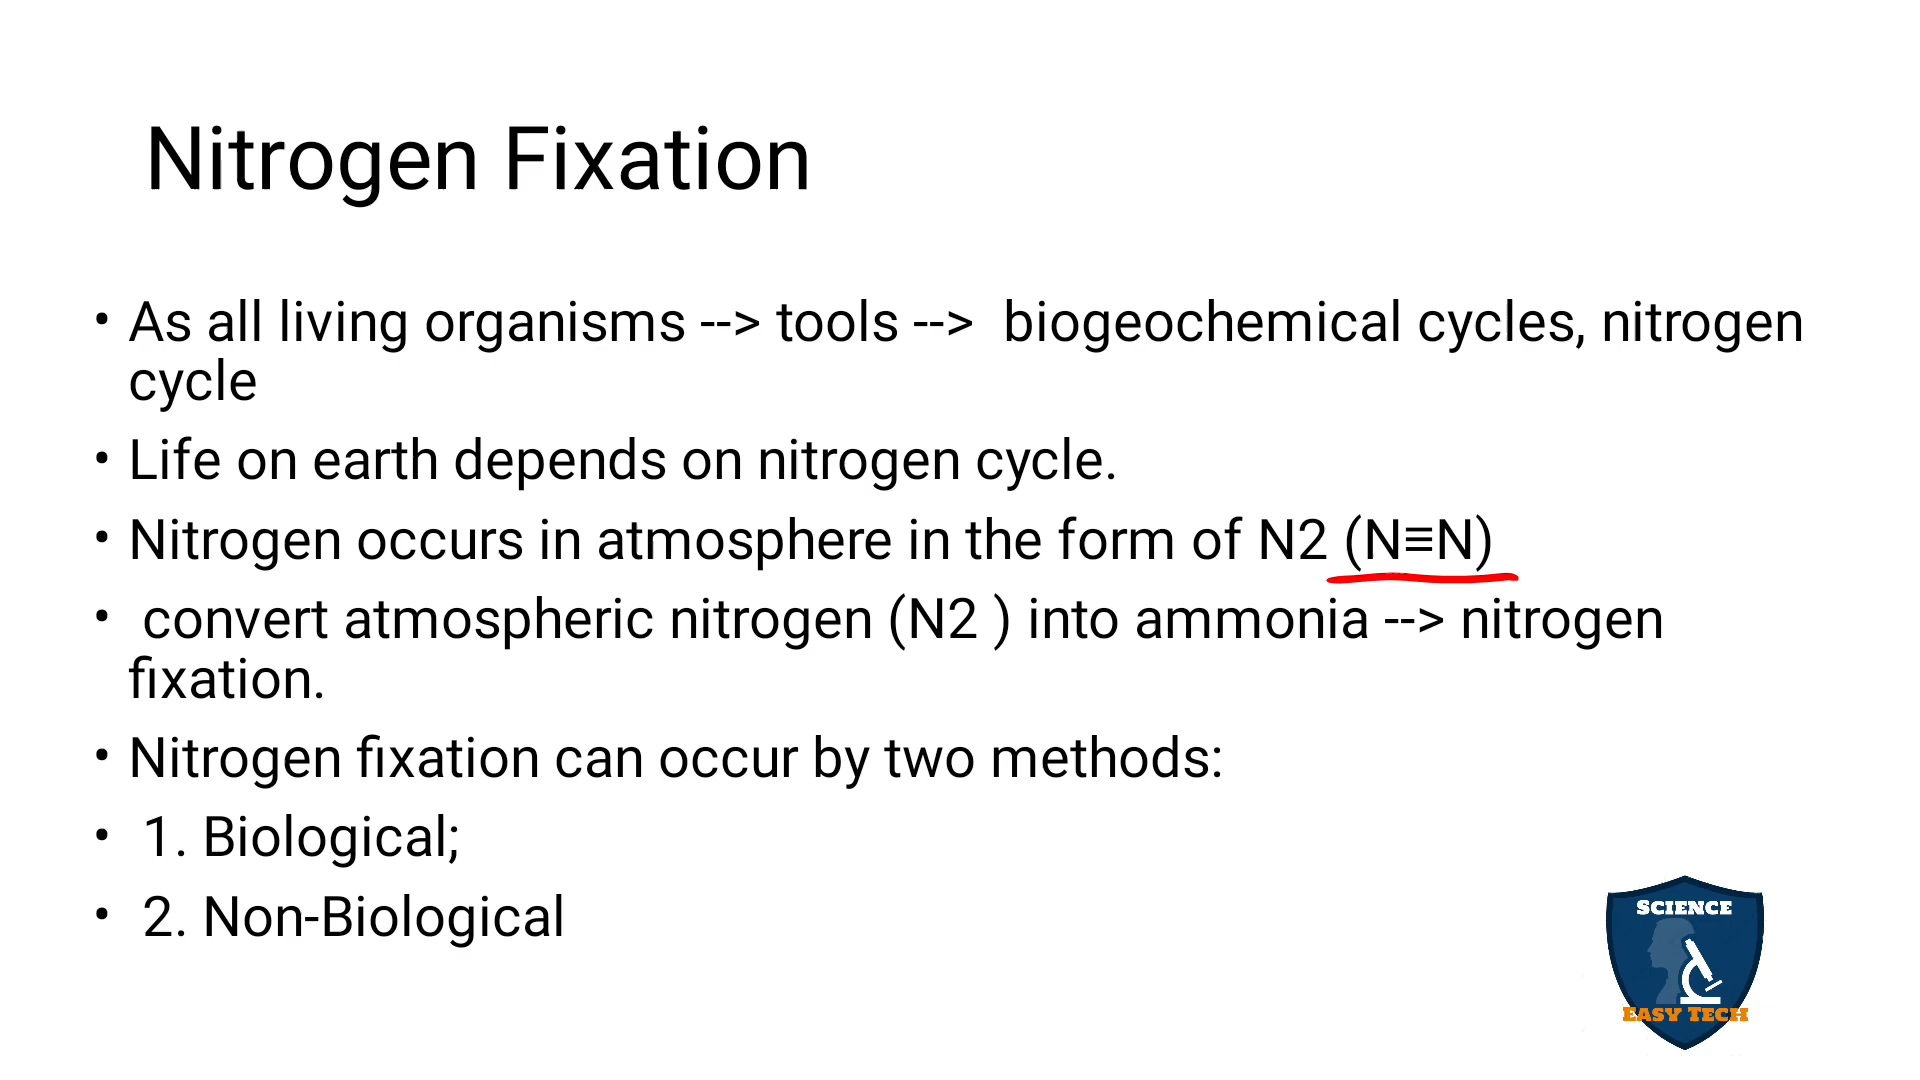 Nitrogen Fixation
• As all living organisms --> tools -->  biogeochemical cycles, nitrogen
cycle
• Life on earth depends on nitrogen cycle.
• Nitrogen occurs in atmosphere in the form of N2 (N≡N)
•  convert atmospheric nitrogen (N2 ) into ammonia --> nitrogen
fixation.
• Nitrogen fixation can occur by two methods:
•  1. Biological;
•  2. Non-Biological
SCIENCE
EASY TECH